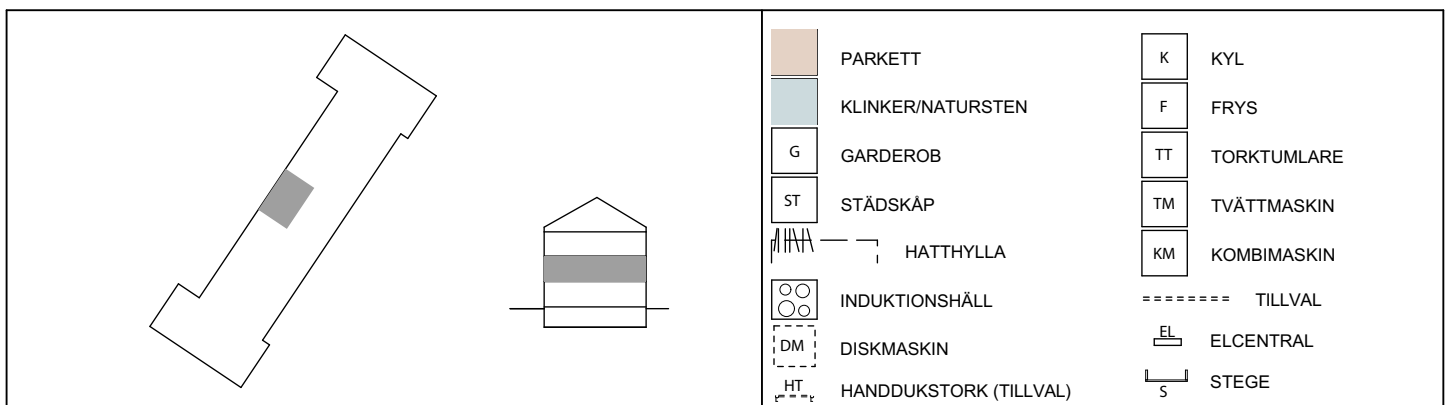 PARKETT
KLINKER/NATURSTEN
G GARDEROB
ST STÄDSKÅP
HATTHYLLA
INDUKTIONSHÄLL
DM DISKMASKIN
HT HANDDUKSTORK (TILLVAL)
K KYL
F FRYS
TT TORKTUMLARE
TM TVÄTTMASKIN
KM KOMBIMASKIN
TILLVAL
EL ELCENTRAL
S STEGE